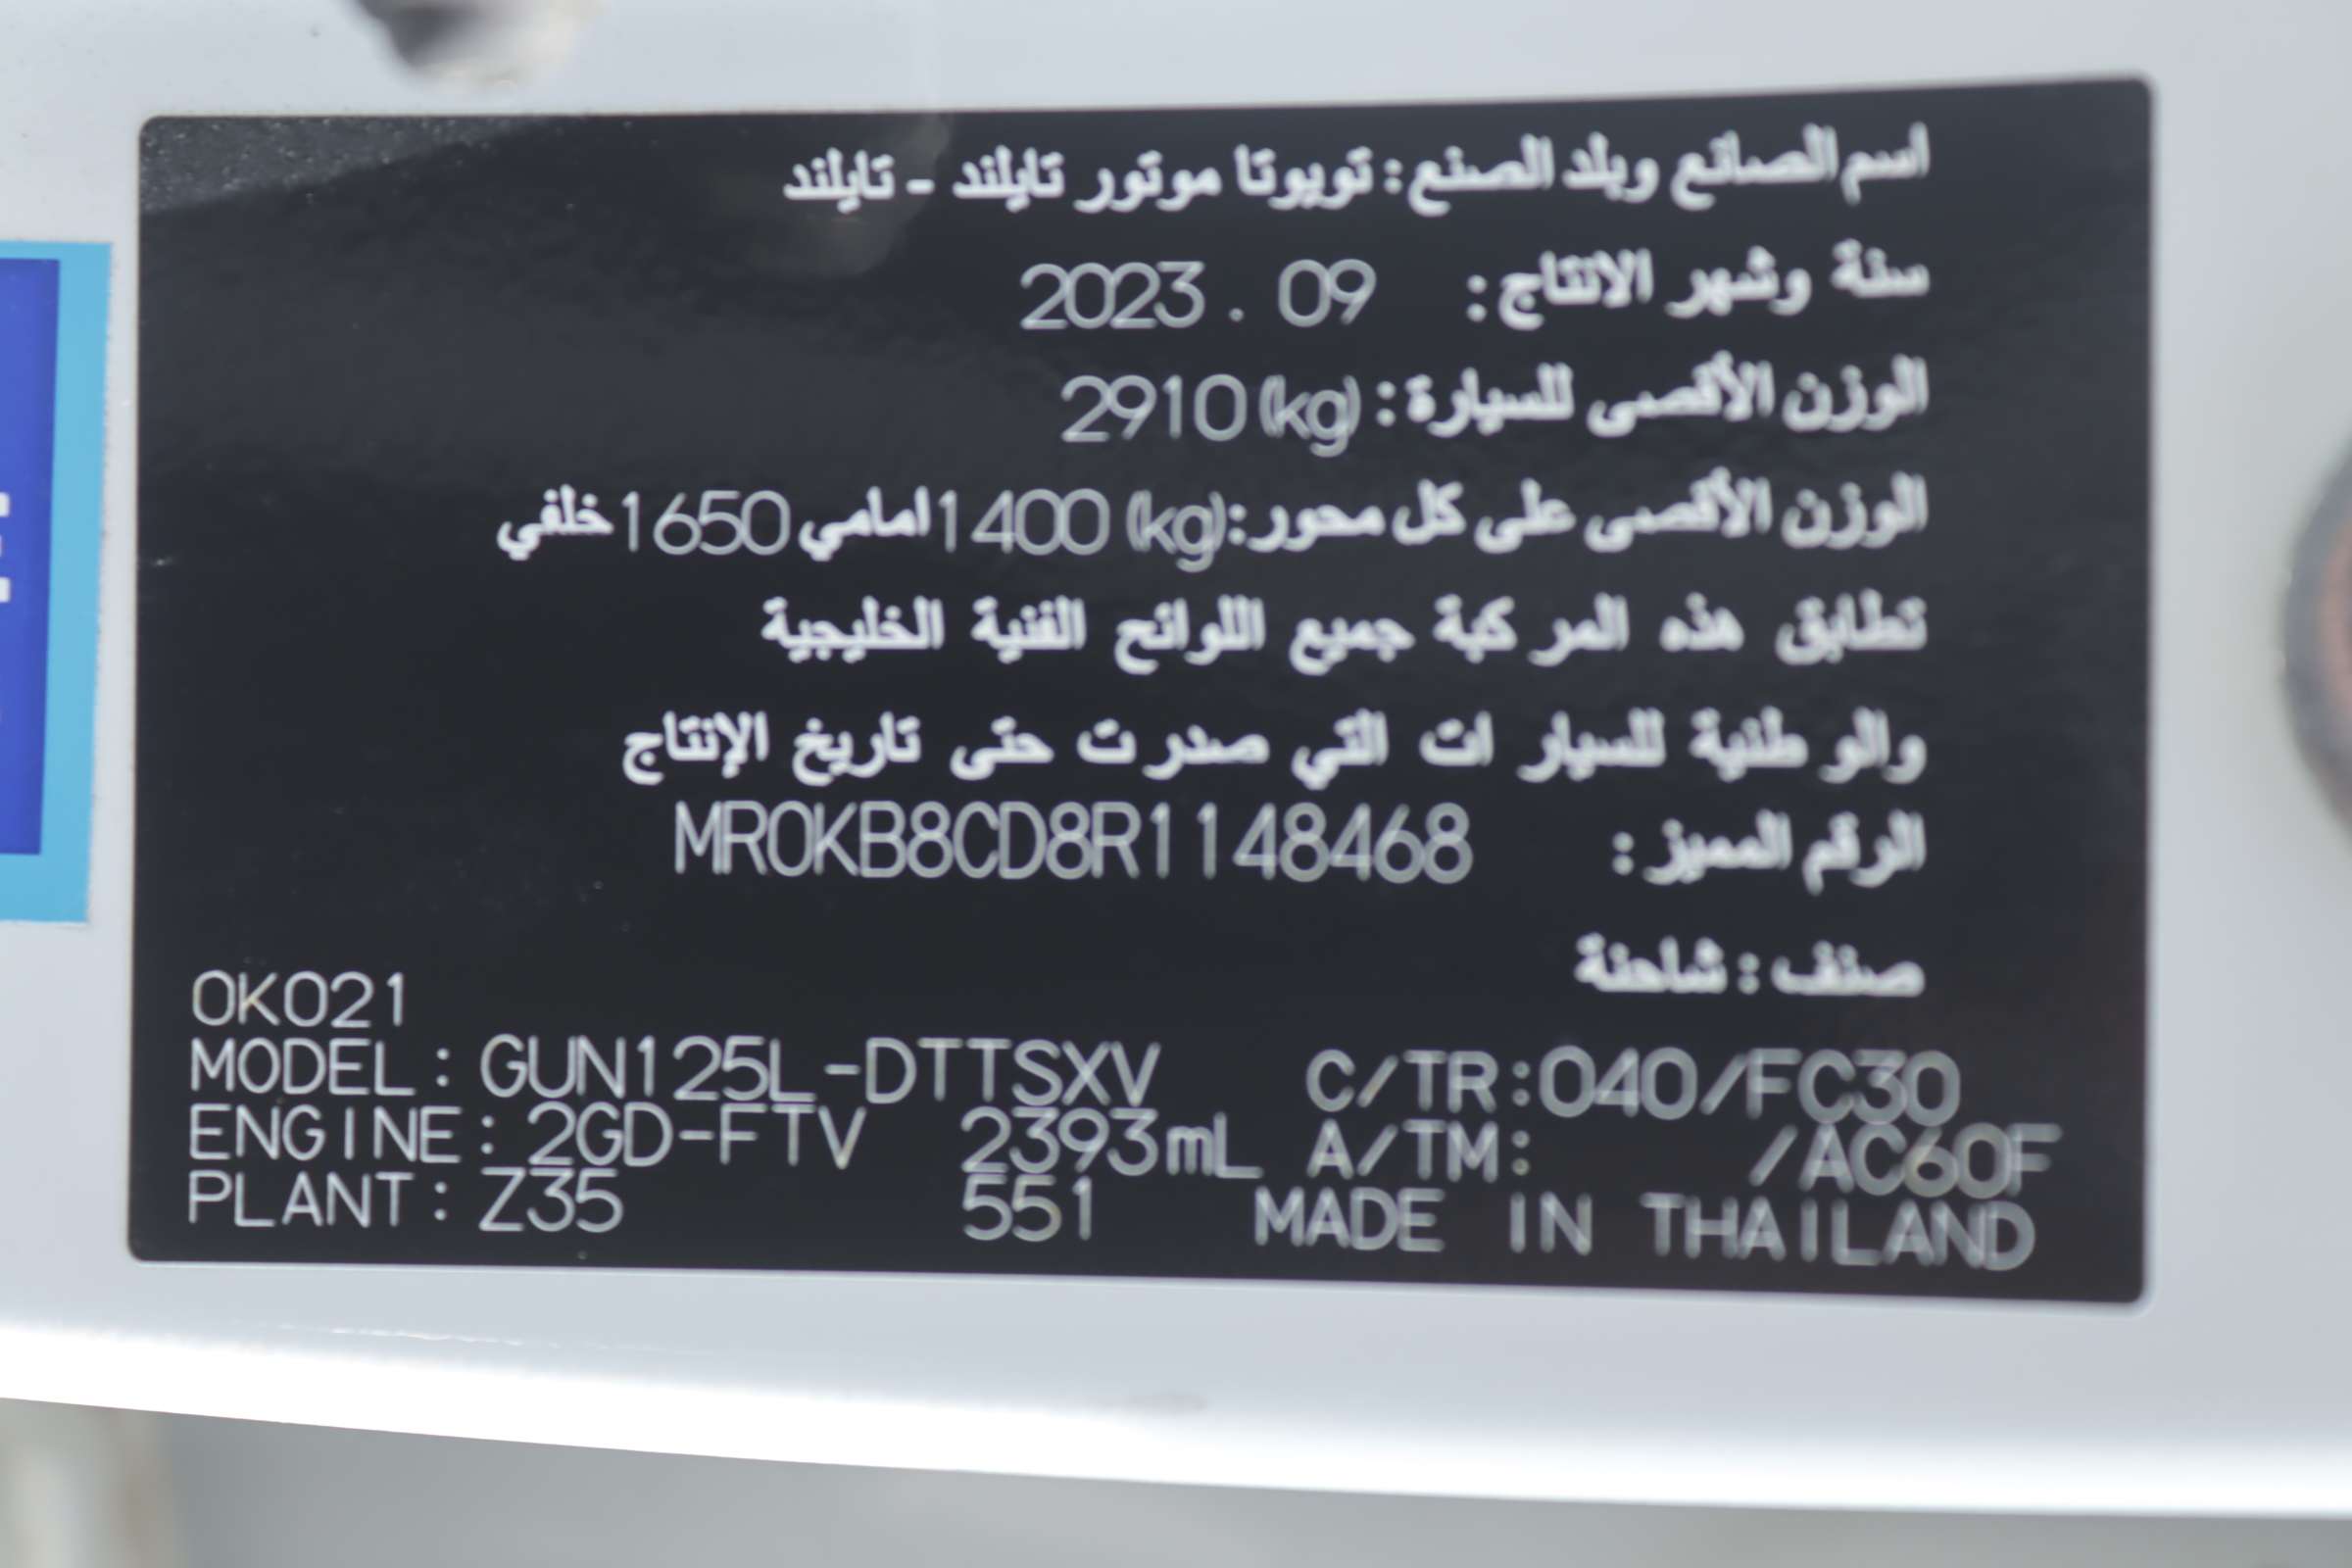 اسم الصانع وبلد الصنع: تويوتا موتور تايلند - تايلند
سنة وشهر الانتاج: 2023 . 09
الوزن الأقصى للسيارة: 2910 (kg)
الوزن الأقصى على كل محور: (kg) 1400 امامي 1650 خلفي
تطابق هذه المركبة جميع اللوائح الفنية الخليجية
والوطنية للسيارات التي صدرت حتى تاريخ الإنتاج
الرقم المميز: MR0KB8CD8R1148468
صنف : شاحنة
0K021
MODEL: GUN125L-DTTSXV C/TR:040/FC30
ENGINE: 2GD-FTV 2393mL A/TM: /AC60F
PLANT: Z35 551 MADE IN THAILAND